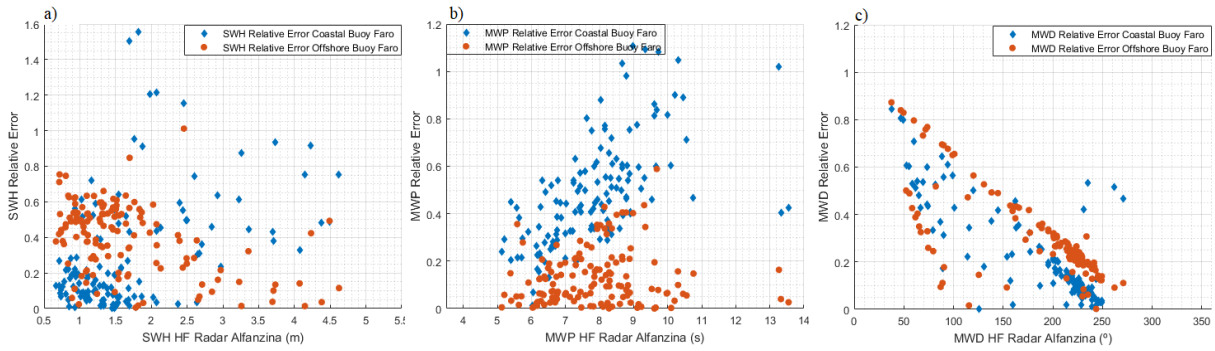 a)
SWH Relative Error Coastal Buoy Faro
SWH Relative Error Offshore Buoy Faro
1.6
1.4
1.2
1
0.8
0.6
0.4
0.2
0
SWH Relative Error
0.5 1 1.5 2 2.5 3 3.5 4 4.5 5 5.5
SWH HF Radar Alfanzina (m)
b)
MWP Relative Error Coastal Buoy Faro
MWP Relative Error Offshore Buoy Faro
1.2
1
0.8
0.6
0.4
0.2
0
MWP Relative Error
4 5 6 7 8 9 10 11 12 13 14
MWP HF Radar Alfanzina (s)
c)
MWD Relative Error Coastal Buoy Faro
MWD Relative Error Offshore Buoy Faro
1.2
1
0.8
0.6
0.4
0.2
0
MWD Relative Error
0 50 100 150 200 250 300 350
MWD HF Radar Alfanzina (º)